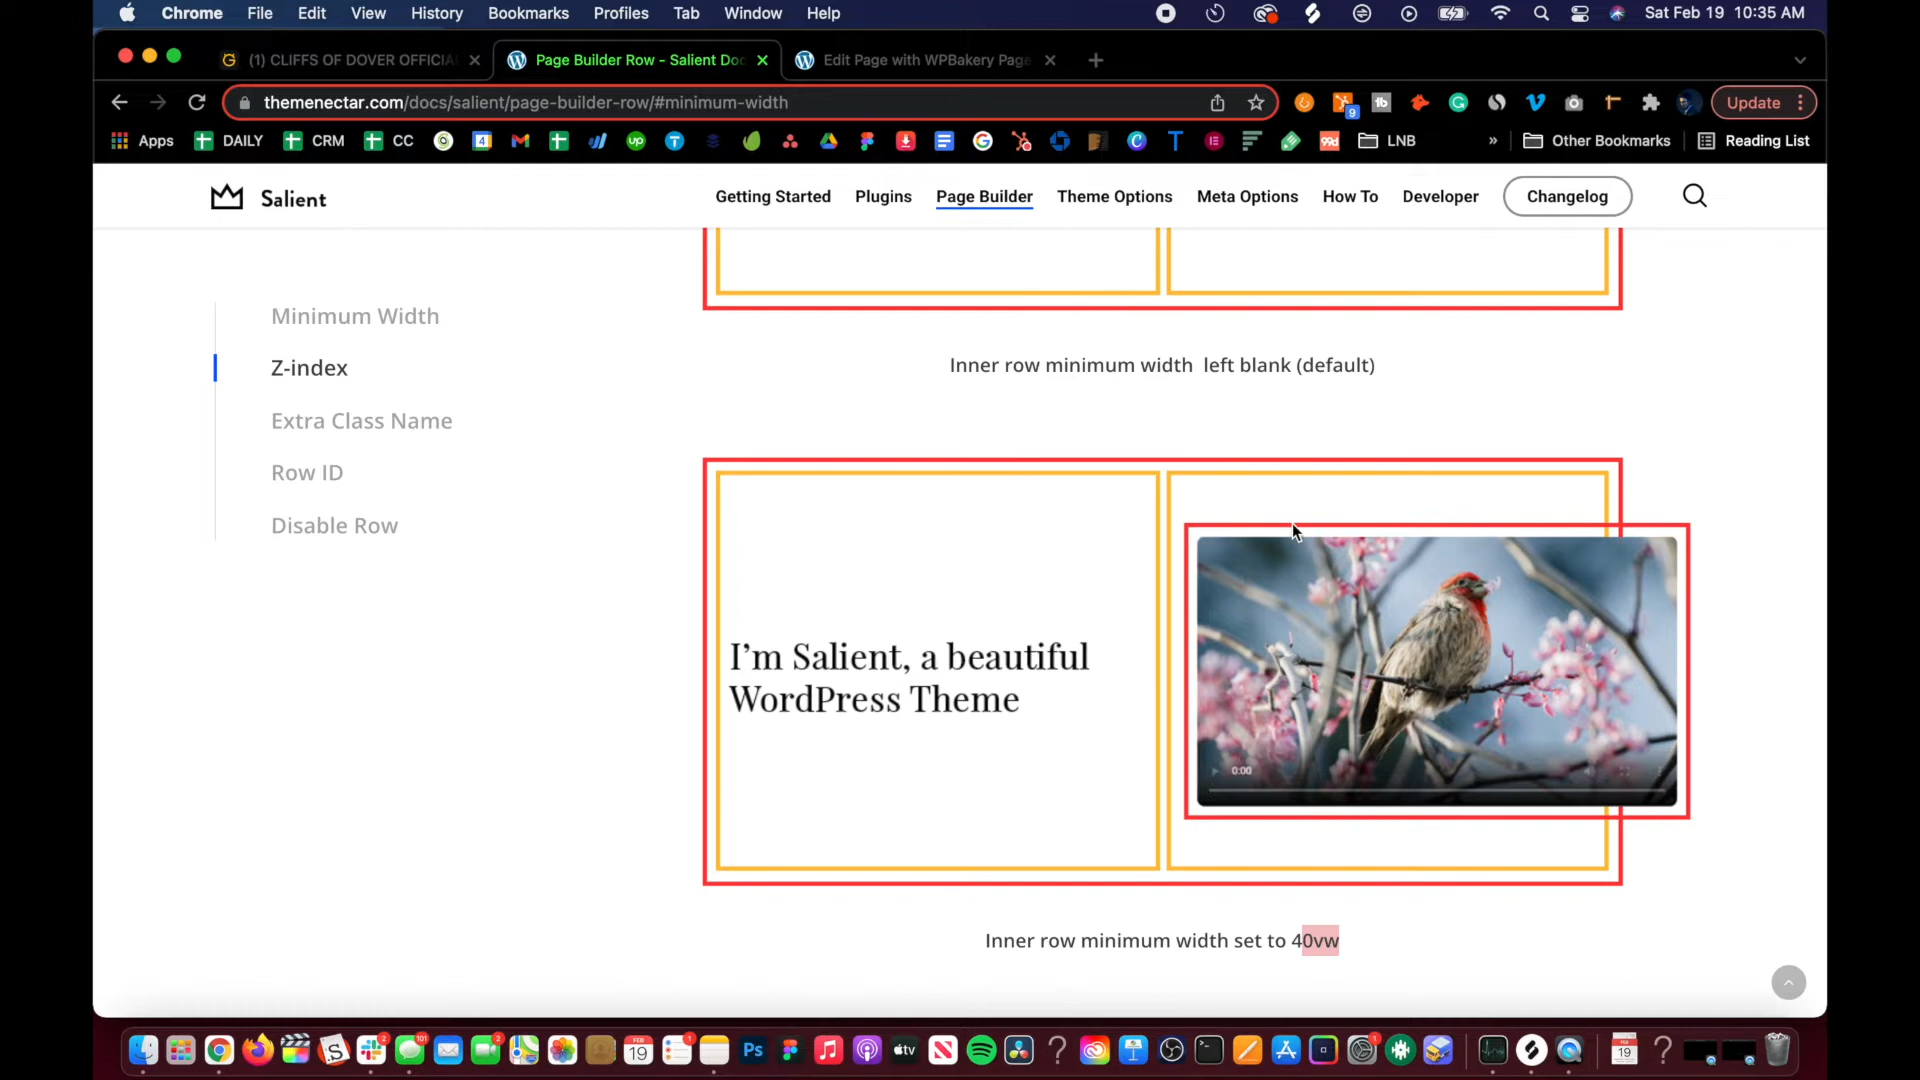 Chrome File Edit View History Bookmarks Profiles Tab Window Help Sat Feb 19 10:35 AM
(1) CLIFFS OF DOVER OFFICIA Page Builder Row - Salient Doc Edit Page with WPBakery Page
themenectar.com/docs/salient/page-builder-row/#minimum-width Update
Apps DAILY CRM CC LNB » Other Bookmarks Reading List
Salient Getting Started Plugins Page Builder Theme Options Meta Options How To Developer Changelog
Minimum Width
Z-index
Extra Class Name
Row ID
Disable Row
Inner row minimum width left blank (default)
I'm Salient, a beautiful
WordPress Theme
0:00
Inner row minimum width set to 40vw